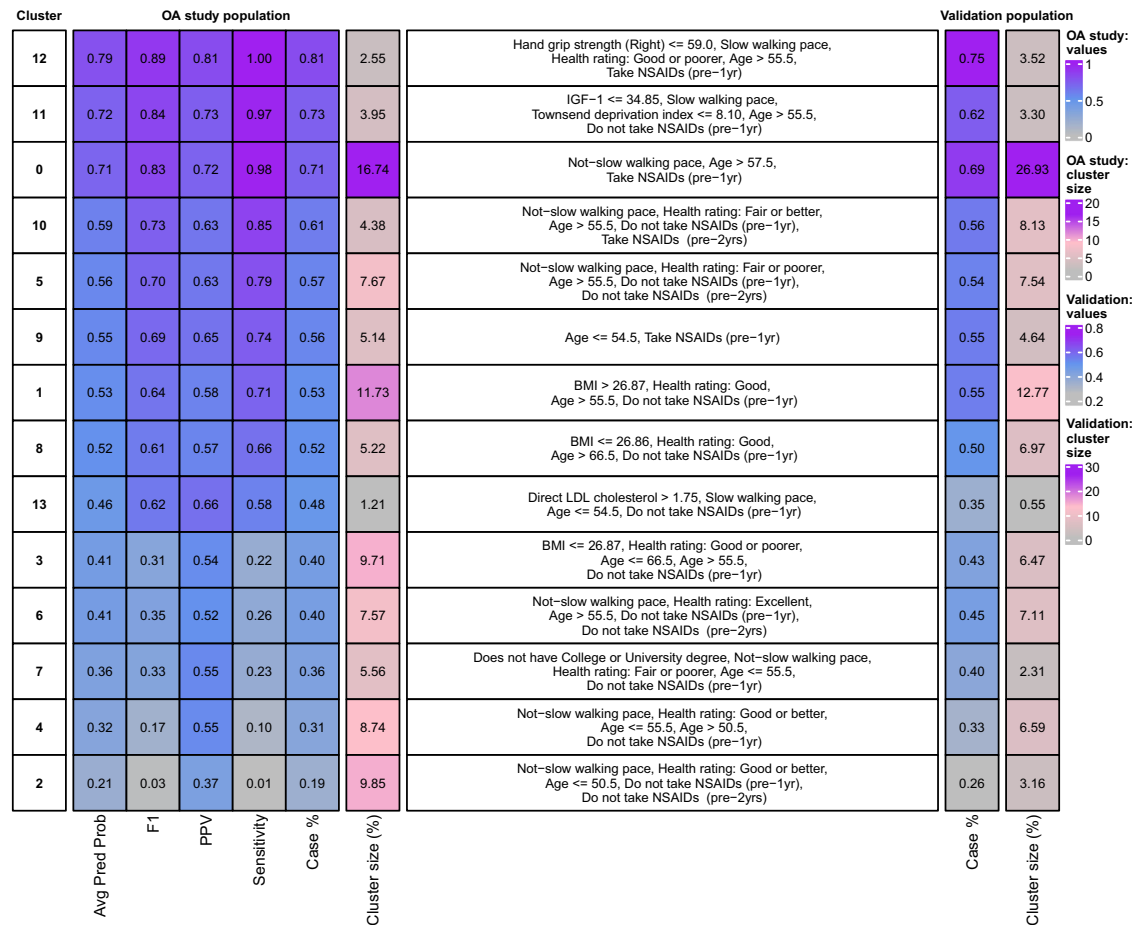 Cluster
OA study population
Validation population
12
0.79
0.89
0.81
1.00
0.81
2.55
Hand grip strength (Right) <= 59.0, Slow walking pace,
Health rating: Good or poorer, Age > 55.5,
Take NSAIDs (pre−1yr)
0.75
3.52
11
0.72
0.84
0.73
0.97
0.73
3.95
IGF−1 <= 34.85, Slow walking pace,
Townsend deprivation index <= 8.10, Age > 55.5,
Do not take NSAIDs (pre−1yr)
0.62
3.30
0
0.71
0.83
0.72
0.98
0.71
16.74
Not−slow walking pace, Age > 57.5,
Take NSAIDs (pre−1yr)
0.69
26.93
10
0.59
0.73
0.63
0.85
0.61
4.38
Not−slow walking pace, Health rating: Fair or better,
Age > 55.5, Do not take NSAIDs (pre−1yr),
Take NSAIDs (pre−2yrs)
0.56
8.13
5
0.56
0.70
0.63
0.79
0.57
7.67
Not−slow walking pace, Health rating: Fair or poorer,
Age > 55.5, Do not take NSAIDs (pre−1yr),
Do not take NSAIDs (pre−2yrs)
0.54
7.54
9
0.55
0.69
0.65
0.74
0.56
5.14
Age <= 54.5, Take NSAIDs (pre−1yr)
0.55
4.64
1
0.53
0.64
0.58
0.71
0.53
11.73
BMI > 26.87, Health rating: Good,
Age > 55.5, Do not take NSAIDs (pre−1yr)
0.55
12.77
8
0.52
0.61
0.57
0.66
0.52
5.22
BMI <= 26.86, Health rating: Good,
Age > 66.5, Do not take NSAIDs (pre−1yr)
0.50
6.97
13
0.46
0.62
0.66
0.58
0.48
1.21
Direct LDL cholesterol > 1.75, Slow walking pace,
Age <= 54.5, Do not take NSAIDs (pre−1yr)
0.35
0.55
3
0.41
0.31
0.54
0.22
0.40
9.71
BMI <= 26.87, Health rating: Good or poorer,
Age <= 66.5, Age > 55.5,
Do not take NSAIDs (pre−1yr)
0.43
6.47
6
0.41
0.35
0.52
0.26
0.40
7.57
Not−slow walking pace, Health rating: Excellent,
Age > 55.5, Do not take NSAIDs (pre−1yr),
Do not take NSAIDs (pre−2yrs)
0.45
7.11
7
0.36
0.33
0.55
0.23
0.36
5.56
Does not have College or University degree, Not−slow walking pace,
Health rating: Fair or poorer, Age <= 55.5,
Do not take NSAIDs (pre−1yr)
0.40
2.31
4
0.32
0.17
0.55
0.10
0.31
8.74
Not−slow walking pace, Health rating: Good or better,
Age <= 55.5, Age > 50.5,
Do not take NSAIDs (pre−1yr)
0.33
6.59
2
0.21
0.03
0.37
0.01
0.19
9.85
Not−slow walking pace, Health rating: Good or better,
Age <= 50.5, Do not take NSAIDs (pre−1yr),
Do not take NSAIDs (pre−2yrs)
0.26
3.16
Avg Pred Prob
F1
PPV
Sensitivity
Case %
Cluster size (%)
Case %
Cluster size (%)
OA study:
values
1
0.5
0
OA study:
cluster
size
20
15
10
5
0
Validation:
values
0.8
0.6
0.4
0.2
Validation:
cluster
size
30
20
10
0